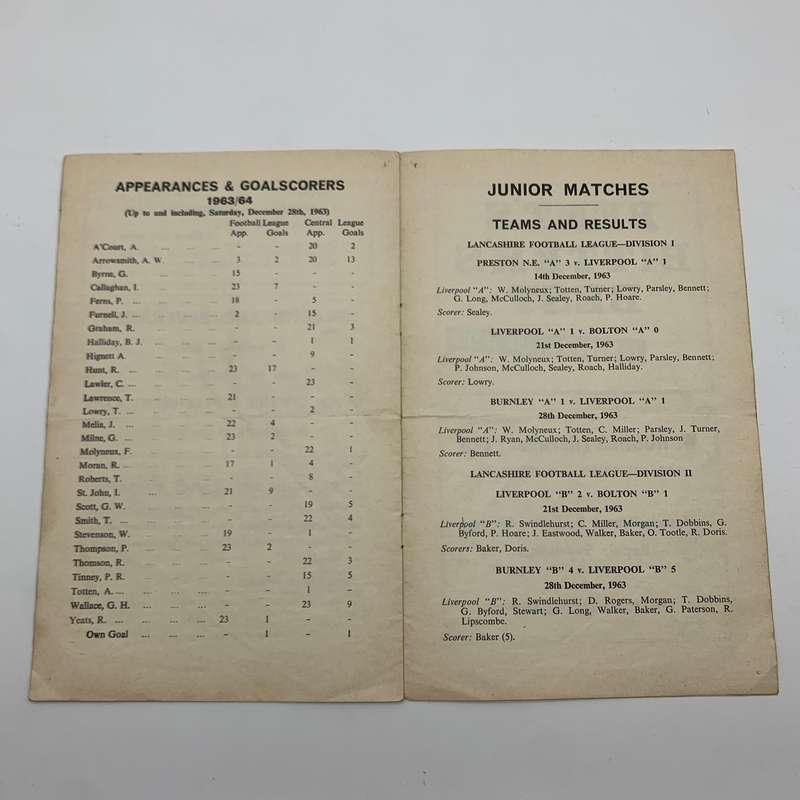 APPEARANCES & GOALSCORERS
1963/64
(Up to and including, Saturday, December 28th, 1963)
Football League Central League
App. Goals App. Goals
A'Court, A. ... ... ... - - 20 2
Arrowsmith, A. W. ... ... 3 2 20 13
Byrne, G. ... ... ... 15 - - -
Callaghan, I. ... ... ... 23 7 - -
Ferns, P. ... ... ... ... 18 - 5 -
Furnell, J. ... ... ... ... 2 - 15 -
Graham, R. ... ... ... - - 21 3
Halliday, B. J. ... ... ... - - 1 1
Hignett A. ... ... ... - - 9 -
Hunt, R. ... ... ... ... 23 17 - -
Lawler, C. ... ... ... ... - - 23 -
Lawrence, T. ... ... ... 21 - - -
Lowry, T. ... ... ... ... - - 2 -
Melia, J. ... ... ... ... 22 4 - -
Milne, G. ... ... ... ... 23 2 - -
Molyneux, F. ... ... ... - - 22 1
Moran, R. ... ... ... ... 17 1 4 -
Roberts, T. ... ... ... - - 8 -
St. John, I. ... ... ... 21 9 - -
Scott, G. W. ... ... ... - - 19 5
Smith, T. ... ... ... ... - - 22 4
Stevenson, W. ... ... ... 19 - 1 -
Thompson, P. ... ... ... 23 2 - -
Thomson, R. ... ... ... - - 22 3
Tinney, P. R. ... ... ... - - 15 5
Totten, A. ... ... ... ... - - 1 -
Wallace, G. H. ... ... ... - - 23 9
Yeats, R. ... ... ... ... 23 1 - -
Own Goal ... ... ... - 1 - 1
JUNIOR MATCHES
TEAMS AND RESULTS
LANCASHIRE FOOTBALL LEAGUE—DIVISION I
PRESTON N.E. "A" 3 v. LIVERPOOL "A" 1
14th December, 1963
Liverpool "A": W. Molyneux; Totten, Turner; Lowry, Parsley, Bennett;
G. Long, McCulloch, J. Sealey, Roach, P. Hoare.
Scorer: Sealey.
LIVERPOOL "A" 1 v. BOLTON "A" 0
21st December, 1963
Liverpool "A": W. Molyneux; Totten, Turner; Lowry, Parsley, Bennett;
P. Johnson, McCulloch, Sealey, Roach, Halliday.
Scorer: Lowry.
BURNLEY "A" 1 v. LIVERPOOL "A" 1
28th December, 1963
Liverpool "A": W. Molyneux; Totten, C. Miller; Parsley, J. Turner,
Bennett; J. Ryan, McCulloch, J. Sealey, Roach, P. Johnson
Scorer: Bennett.
LANCASHIRE FOOTBALL LEAGUE—DIVISION II
LIVERPOOL "B" 2 v. BOLTON "B" 1
21st December, 1963
Liverpool "B": R. Swindlehurst; C. Miller, Morgan; T. Dobbins, G.
Byford, P. Hoare; J. Eastwood, Walker, Baker, O. Tootle, R. Doris.
Scorers: Baker, Doris.
BURNLEY "B" 4 v. LIVERPOOL "B" 5
28th December, 1963
Liverpool "B": R. Swindlehurst; D. Rogers, Morgan; T. Dobbins,
G. Byford, Stewart; G. Long, Walker, Baker, G. Paterson, R.
Lipscombe.
Scorer: Baker (5).